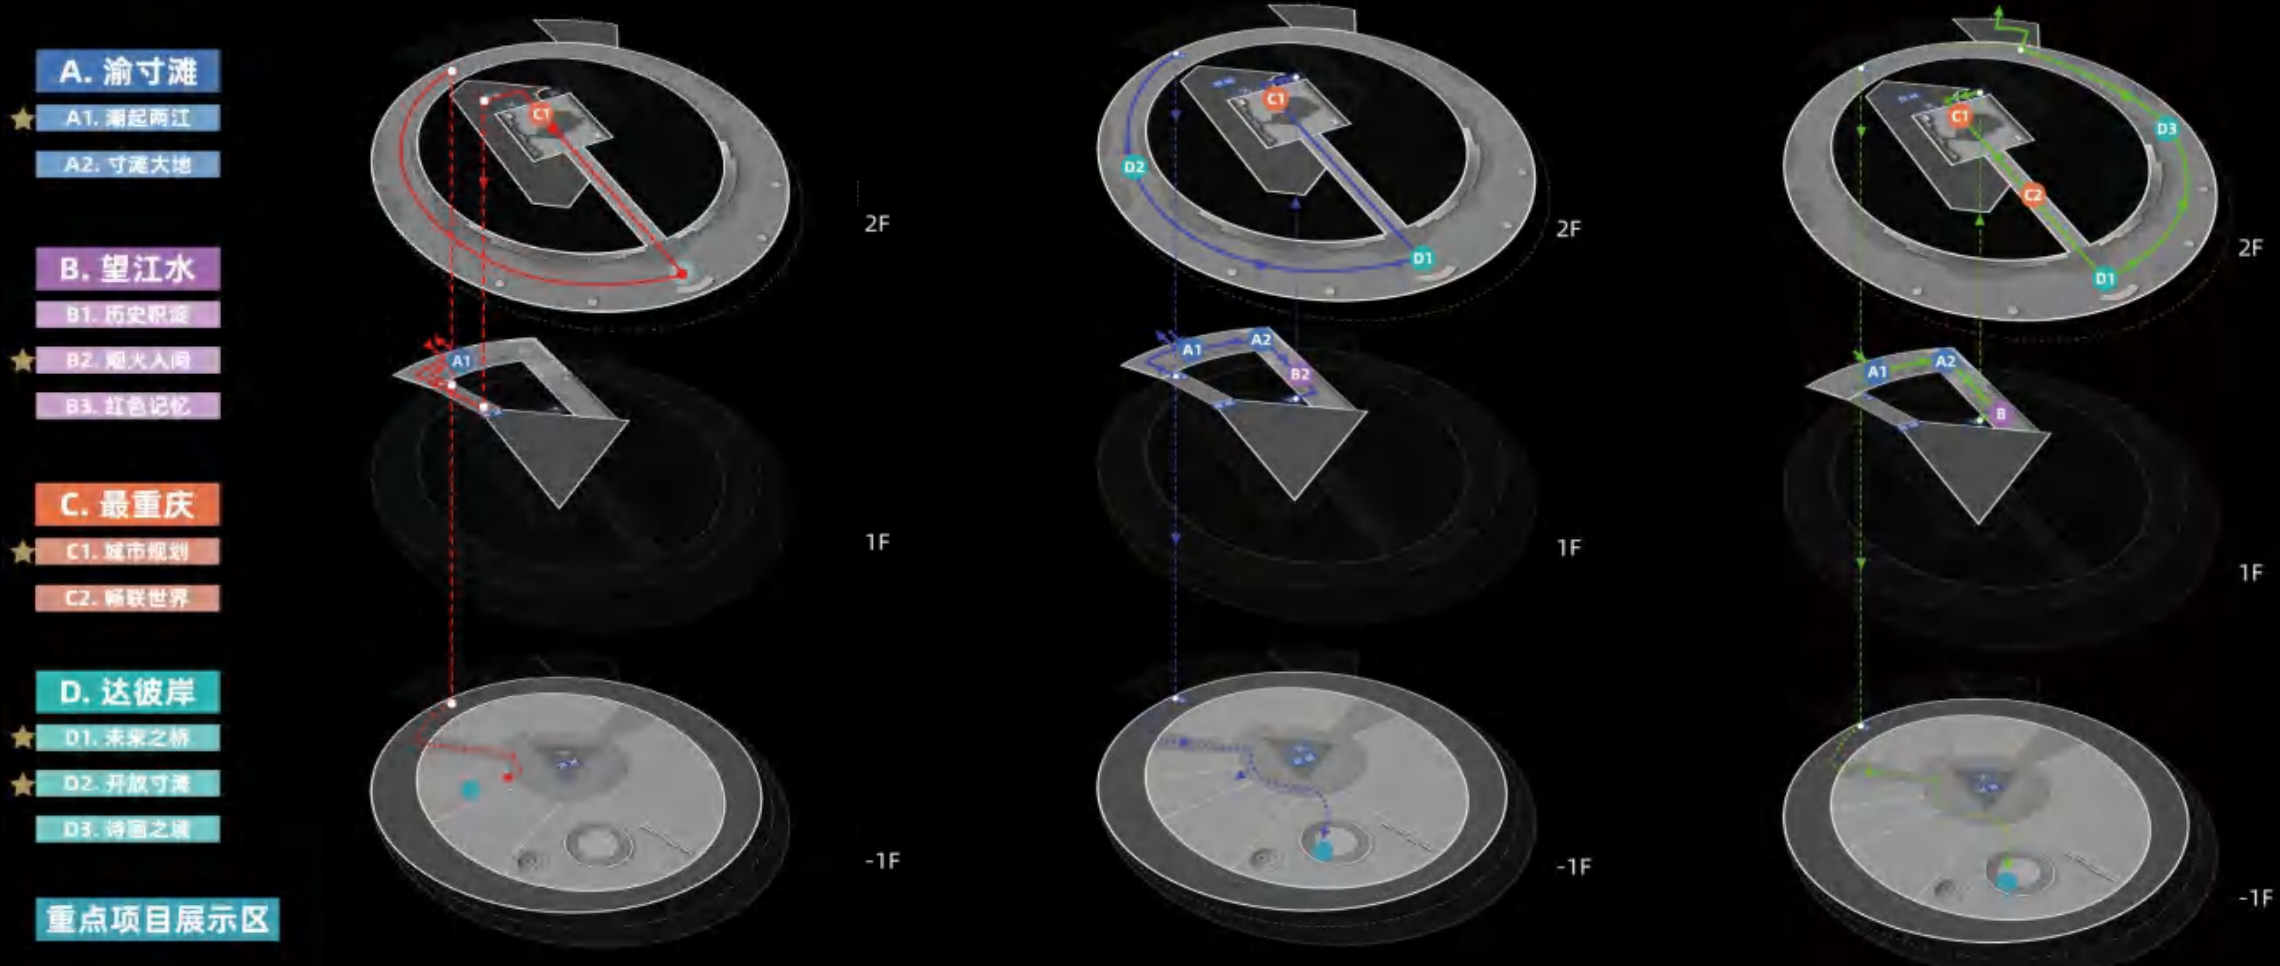 A. 渝寸滩
A1. 潮起两江
A2. 寸滩大地
B. 望江水
B1. 历史积淀
B2. 烟火人间
B3. 红色记忆
C. 最重庆
C1. 城市规划
C2. 畅联世界
D. 达彼岸
D1. 未来之桥
D2. 开放寸滩
D3. 诗画之境
重点项目展示区
C1
2F
A1
1F
-1F
C1
D2
D1
2F
A1
A2
B2
1F
-1F
C1
D3
C2
D1
2F
A1
A2
B
1F
-1F